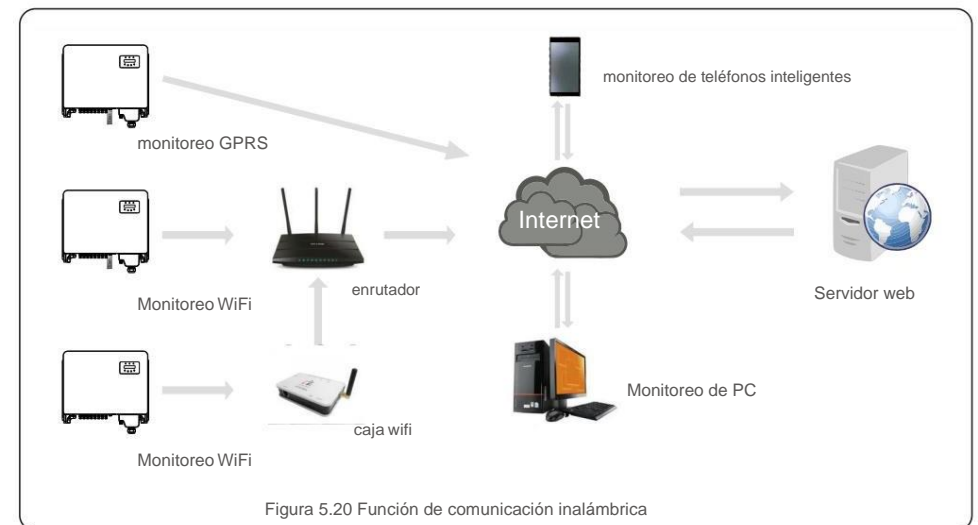 monitoreo de teléfonos inteligentes
monitoreo GPRS
Internet
Monitoreo WiFi
enrutador
Servidor web
Monitoreo de PC
caja wifi
Monitoreo WiFi
Figura 5.20 Función de comunicación inalámbrica